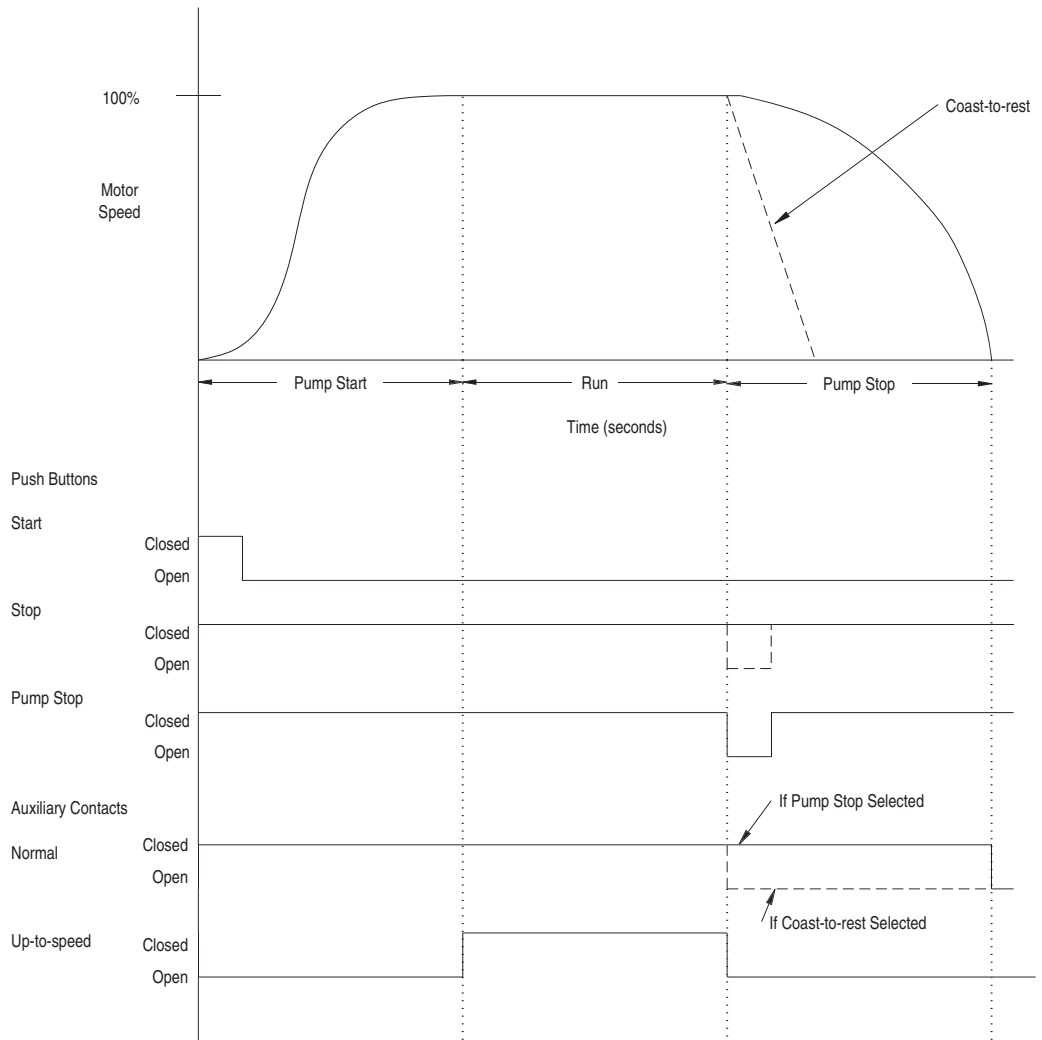 100%
Coast-to-rest
Motor
Speed
Pump Start
Run
Pump Stop
Time (seconds)
Push Buttons
Start
Closed
Open
Stop
Closed
Open
Pump Stop
Closed
Open
If Pump Stop Selected
Auxiliary Contacts
Normal
Closed
Open
If Coast-to-rest Selected
Up-to-speed
Closed
Open